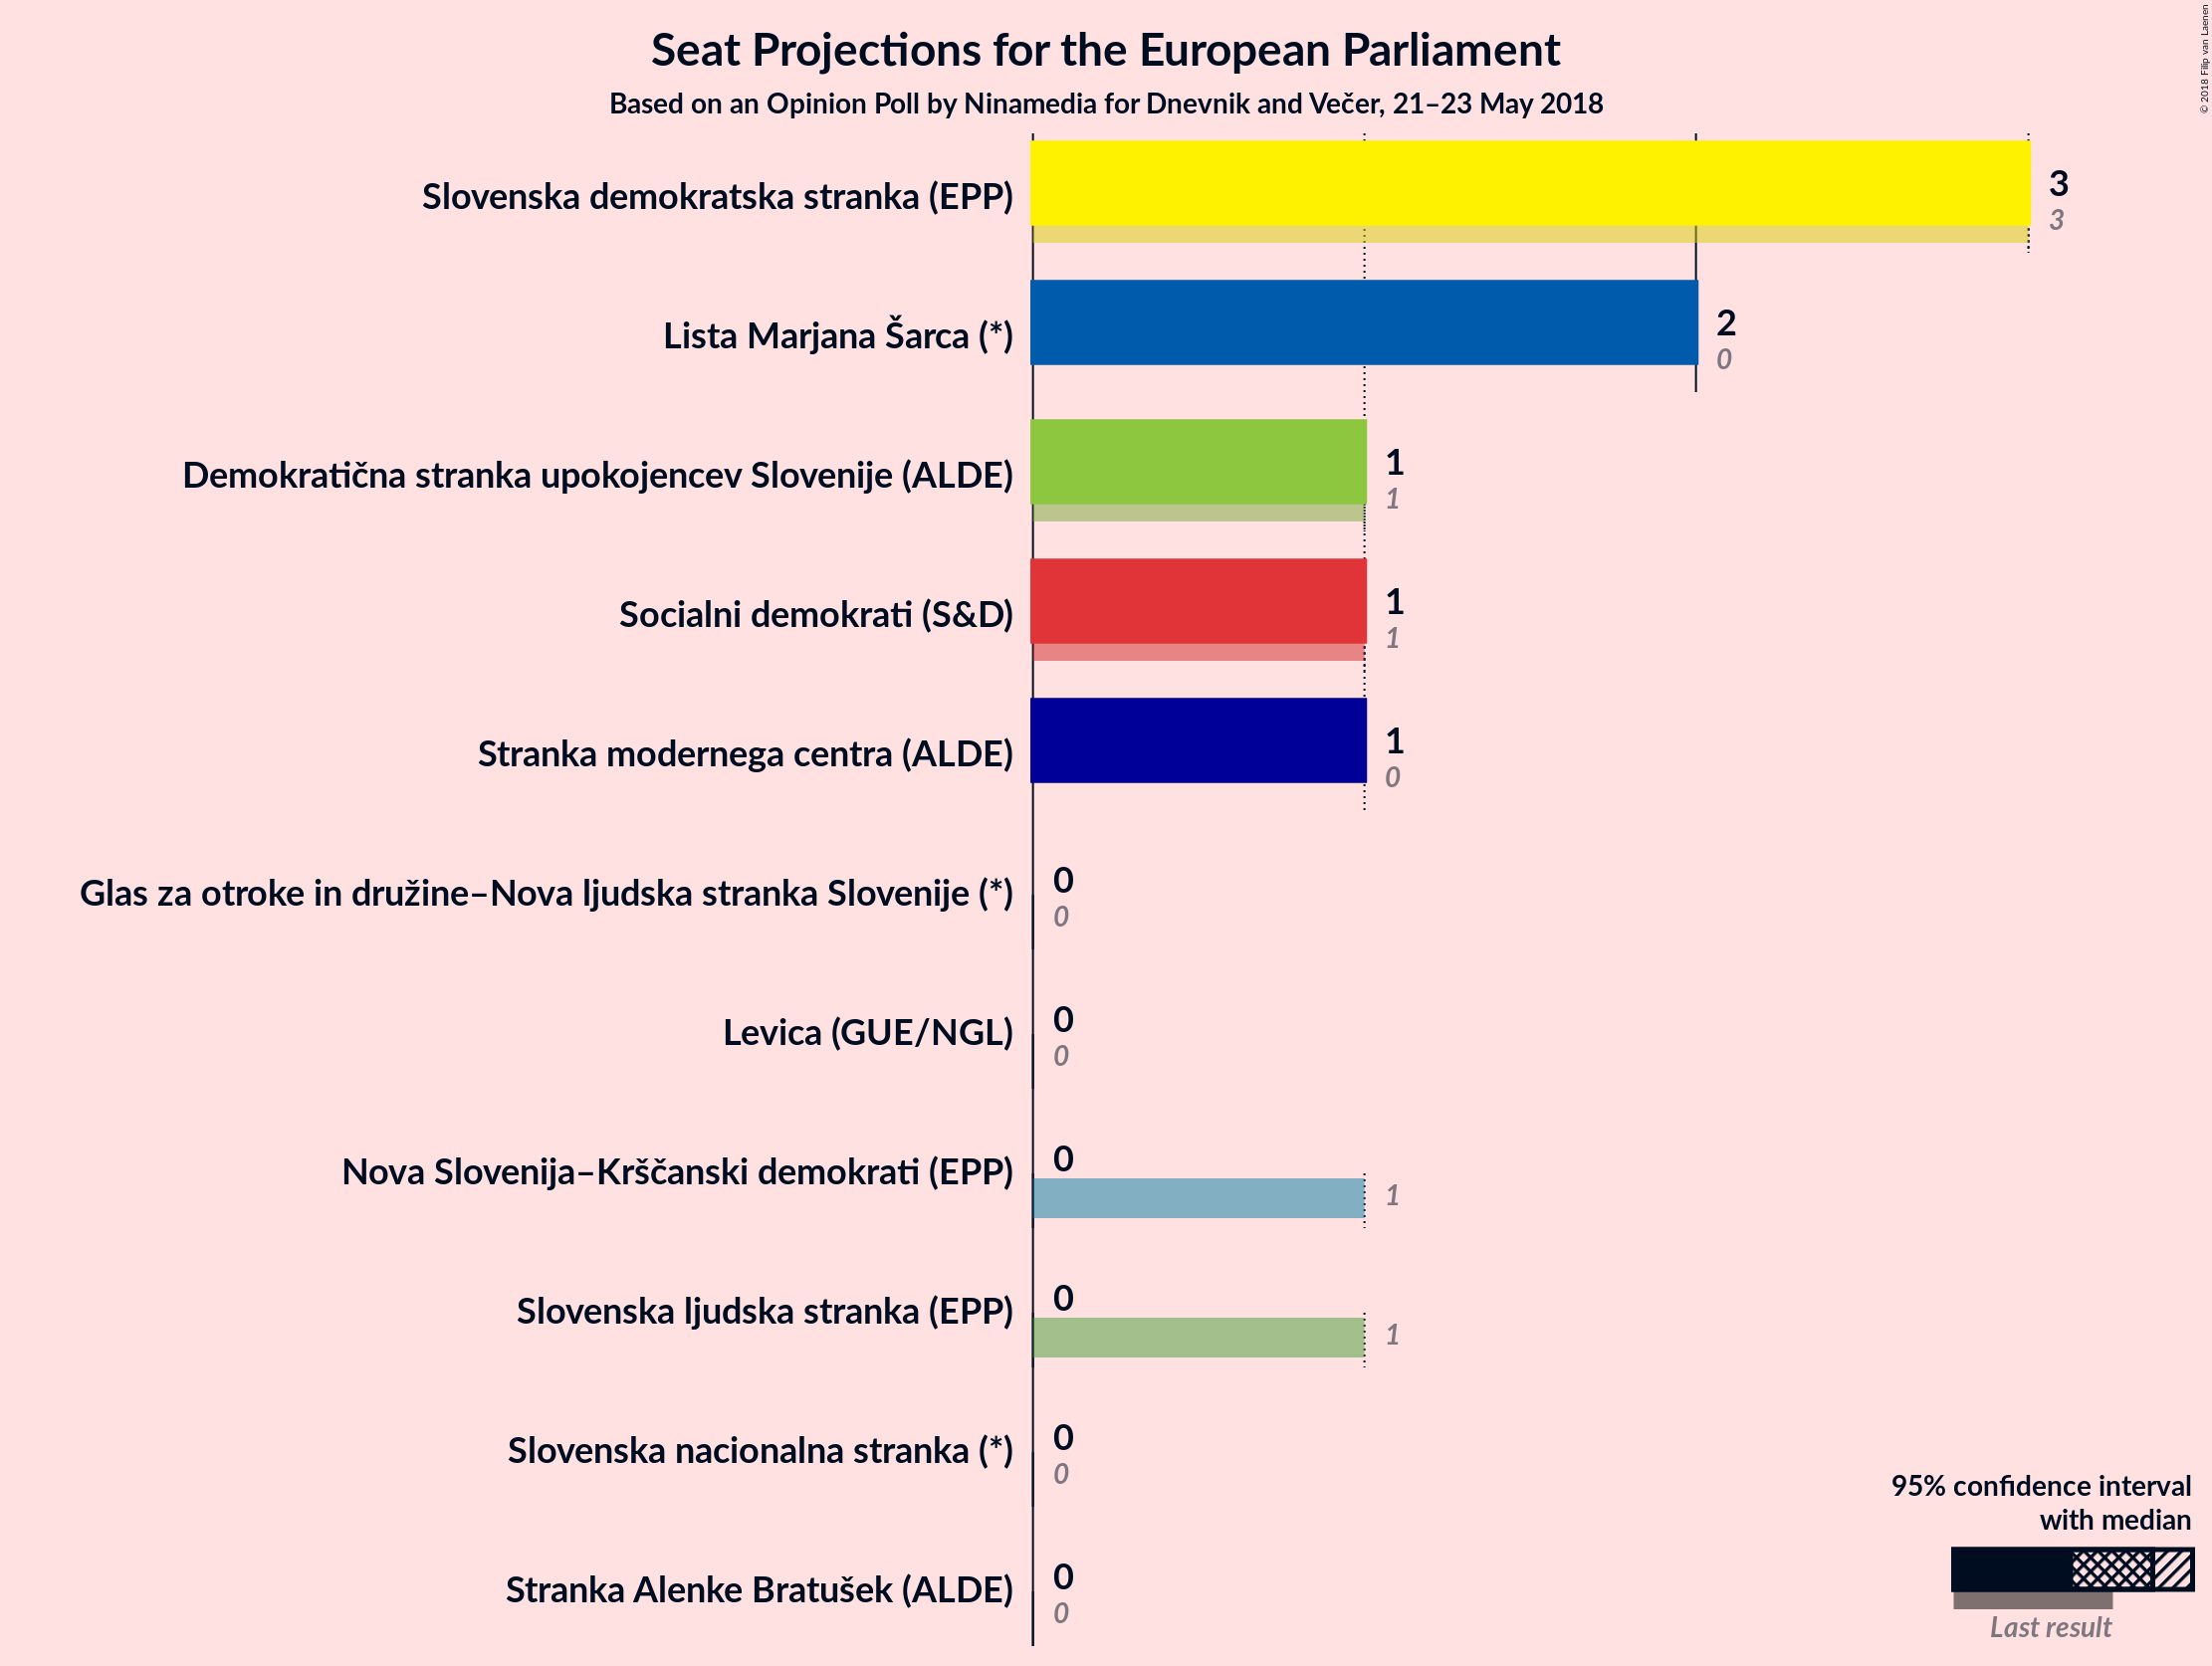 Seat Projections for the European Parliament
Based on an Opinion Poll by Ninamedia for Dnevnik and Večer, 21–23 May 2018
© 2018 Filip van Laenen
Slovenska demokratska stranka (EPP)
3
3
Lista Marjana Šarca (*)
2
0
Demokratična stranka upokojencev Slovenije (ALDE)
1
1
Socialni demokrati (S&D)
1
1
Stranka modernega centra (ALDE)
1
0
Glas za otroke in družine–Nova ljudska stranka Slovenije (*)
0
0
Levica (GUE/NGL)
0
0
Nova Slovenija–Krščanski demokrati (EPP)
0
1
Slovenska ljudska stranka (EPP)
0
1
Slovenska nacionalna stranka (*)
0
0
Stranka Alenke Bratušek (ALDE)
0
0
95% confidence interval
with median
Last result